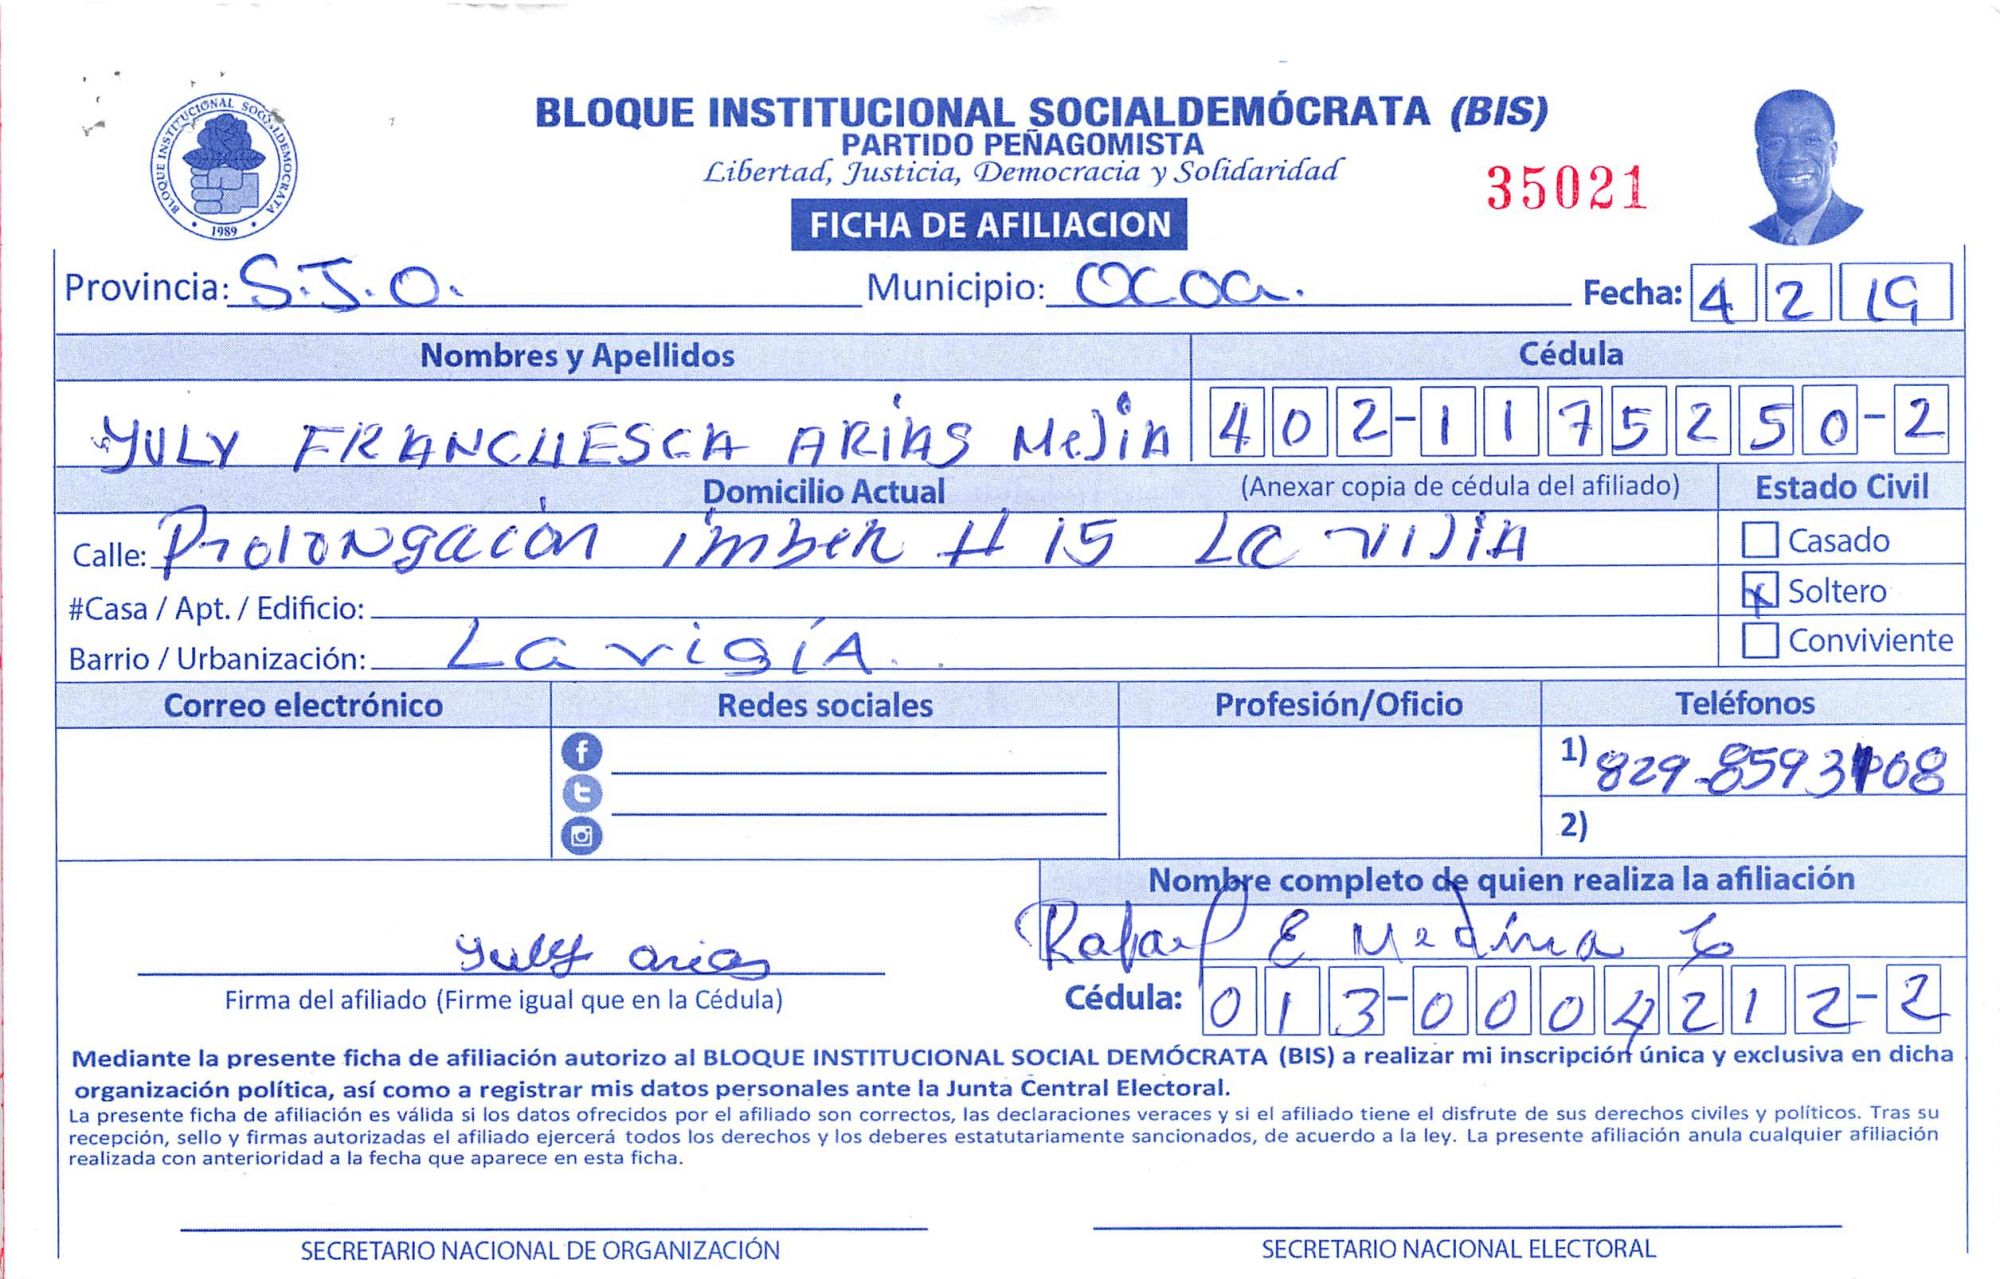 BLOQUE INSTITUCIONAL SOCIALDEMOCRATA
1989
BLOQUE INSTITUCIONAL SOCIALDEMÓCRATA (BIS)
PARTIDO PEÑAGOMISTA
Libertad, Justicia, Democracia y Solidaridad
35021
FICHA DE AFILIACION
Provincia: S.J.O. Municipio: OCOA. Fecha: 4 2 19
Nombres y Apellidos Cédula
YULY FRANCHESCA ARIAS MeJiA 402-1175250-2
Domicilio Actual (Anexar copia de cédula del afiliado) Estado Civil
Calle: Prolongación imbeR # 15 La viJiA Casado
#Casa / Apt. / Edificio: Soltero
Barrio / Urbanización: La vigíA. Conviviente
Correo electrónico Redes sociales Profesión/Oficio Teléfonos
1) 829-859 3108
2)
Nombre completo de quien realiza la afiliación
Rafael E Medina
yuly arias
Firma del afiliado (Firme igual que en la Cédula) Cédula: 013-0004212-2
Mediante la presente ficha de afiliación autorizo al BLOQUE INSTITUCIONAL SOCIAL DEMÓCRATA (BIS) a realizar mi inscripción única y exclusiva en dicha
organización política, así como a registrar mis datos personales ante la Junta Central Electoral.
La presente ficha de afiliación es válida si los datos ofrecidos por el afiliado son correctos, las declaraciones veraces y si el afiliado tiene el disfrute de sus derechos civiles y políticos. Tras su
recepción, sello y firmas autorizadas el afiliado ejercerá todos los derechos y los deberes estatutariamente sancionados, de acuerdo a la ley. La presente afiliación anula cualquier afiliación
realizada con anterioridad a la fecha que aparece en esta ficha.
SECRETARIO NACIONAL DE ORGANIZACIÓN SECRETARIO NACIONAL ELECTORAL